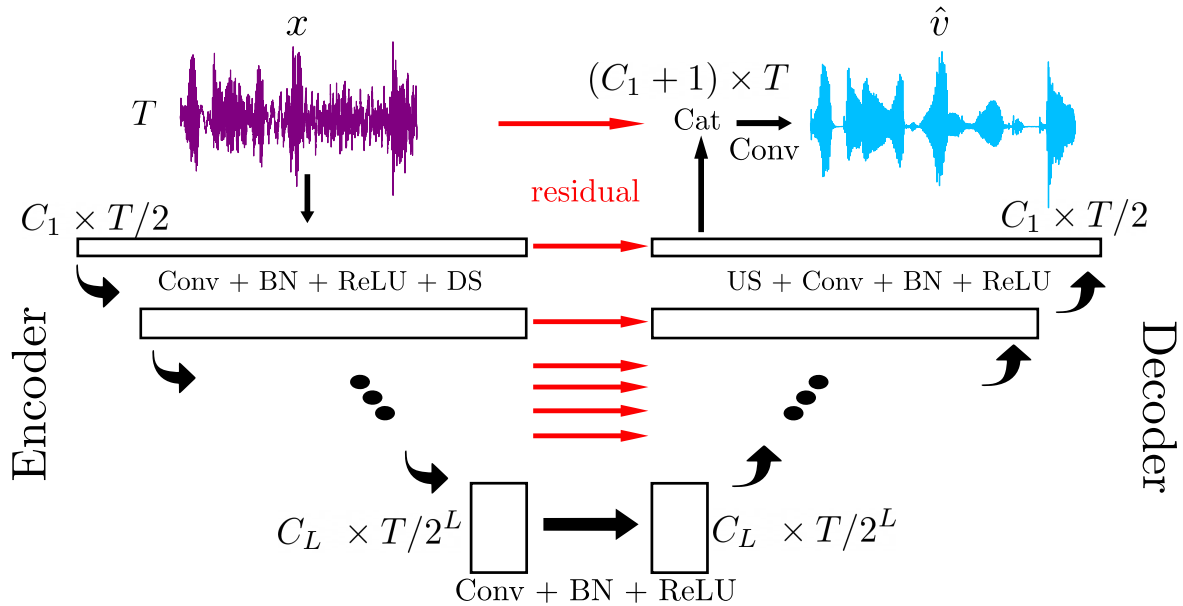 x
v̂
T
(C₁ + 1) × T
Cat
Conv
residual
C₁ × T/2
C₁ × T/2
Conv + BN + ReLU + DS
US + Conv + BN + ReLU
Encoder
Decoder
C_L × T/2^L
C_L × T/2^L
Conv + BN + ReLU